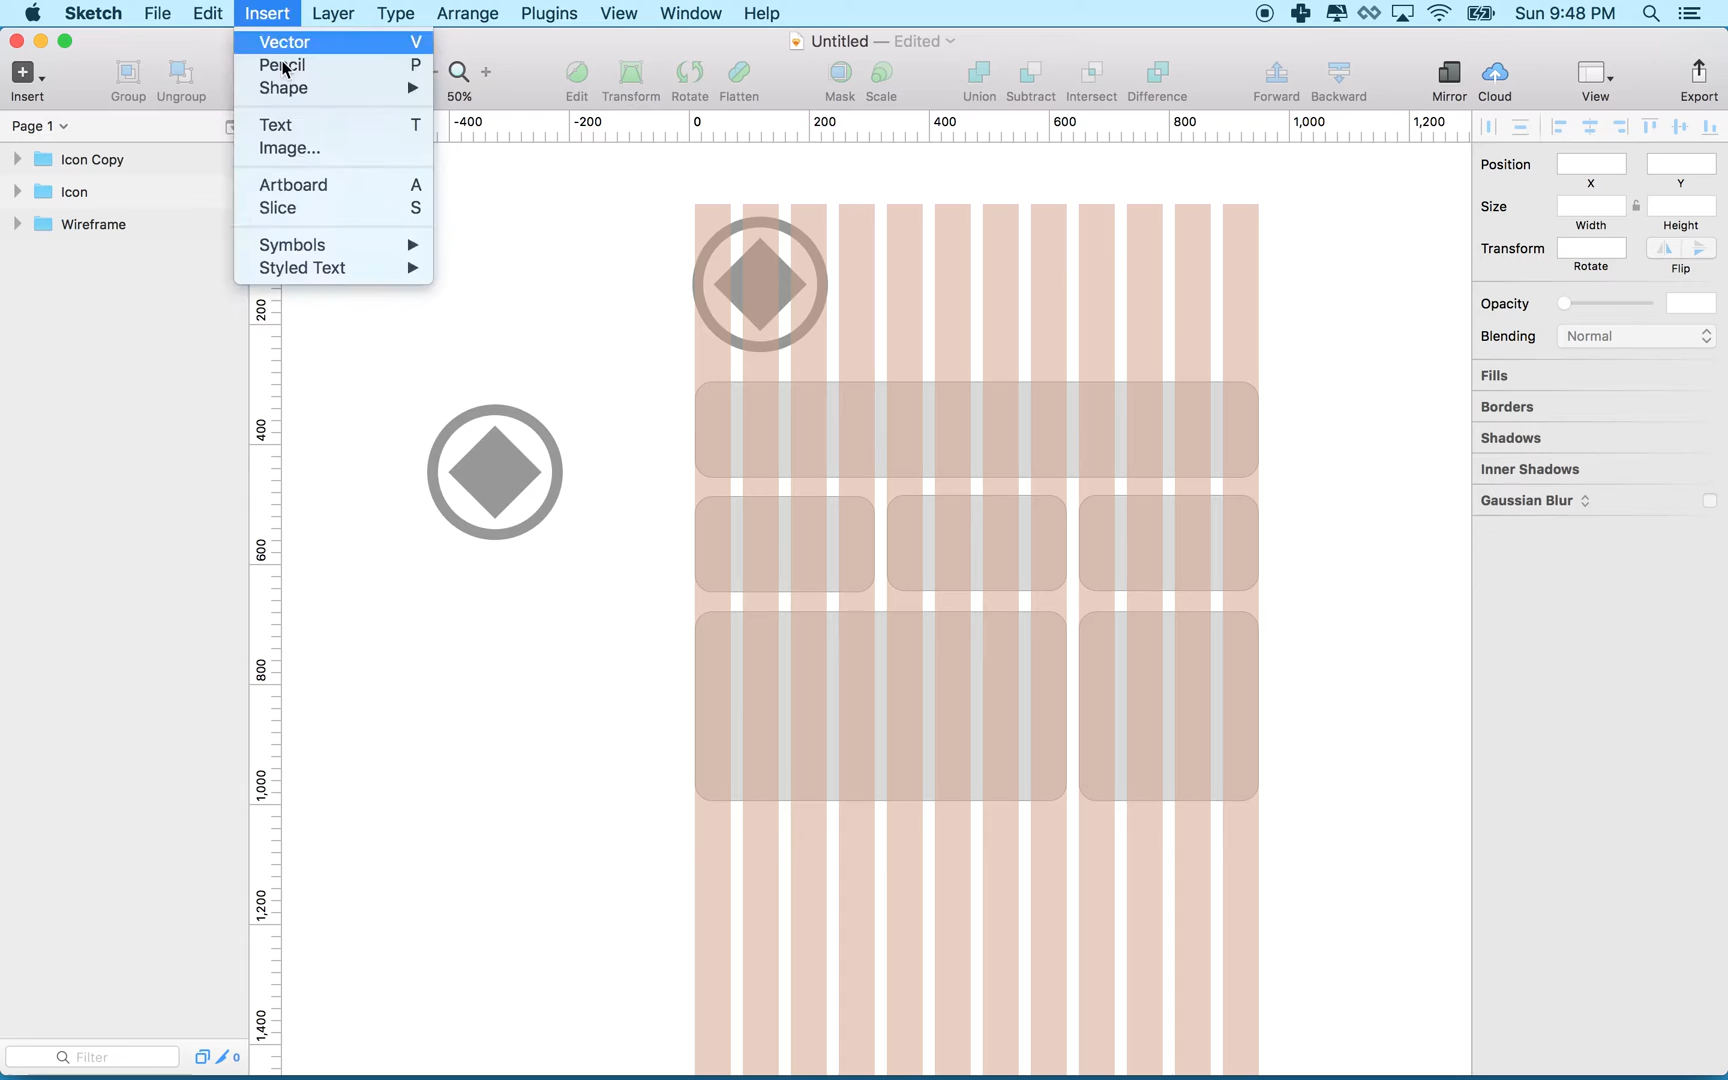 Sketch File Edit Insert Layer Type Arrange Plugins View Window Help Sun 9:48 PM
Untitled — Edited
Vector V
Pencil P
Shape
Text T
Image...
Artboard A
Slice S
Symbols
Styled Text
Insert Group Ungroup 50% Edit Transform Rotate Flatten Mask Scale Union Subtract Intersect Difference Forward Backward Mirror Cloud View Export
Page 1
Icon Copy
Icon
Wireframe
-400 -200 0 200 400 600 800 1,000 1,200
200
400
600
800
1,000
1,200
1,400
Position
X Y
Size
Width Height
Transform
Rotate Flip
Opacity
Blending Normal
Fills
Borders
Shadows
Inner Shadows
Gaussian Blur
Filter 0